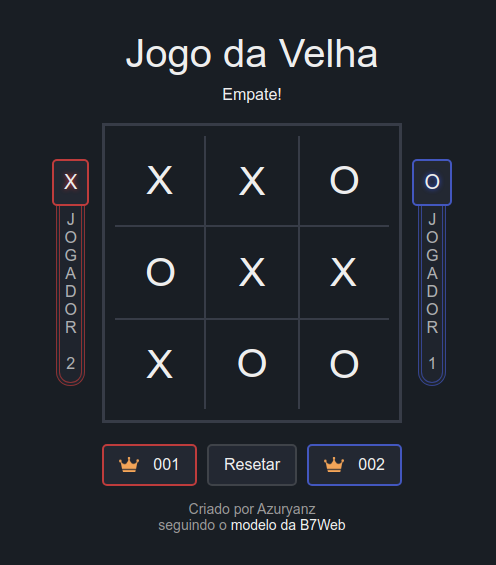 Jogo da Velha
Empate!
X X O
O X X
X O O
X
JOGADOR 2
O
JOGADOR 1
001 Resetar 002
Criado por Azuryanz
seguindo o modelo da B7Web